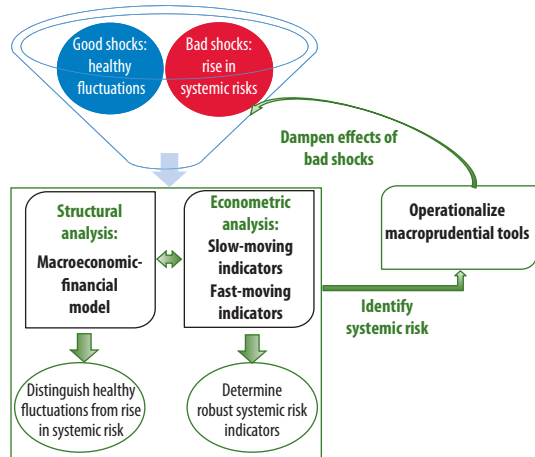 Good shocks:
healthy
fluctuations
Bad shocks:
rise in
systemic risks
Dampen effects of
bad shocks
Structural
analysis:
Macroeconomic-
financial
model
Econometric
analysis:
Slow-moving
indicators
Fast-moving
indicators
Operationalize
macroprudential tools
Identify
systemic risk
Distinguish healthy
fluctuations from rise
in systemic risk
Determine
robust systemic risk
indicators